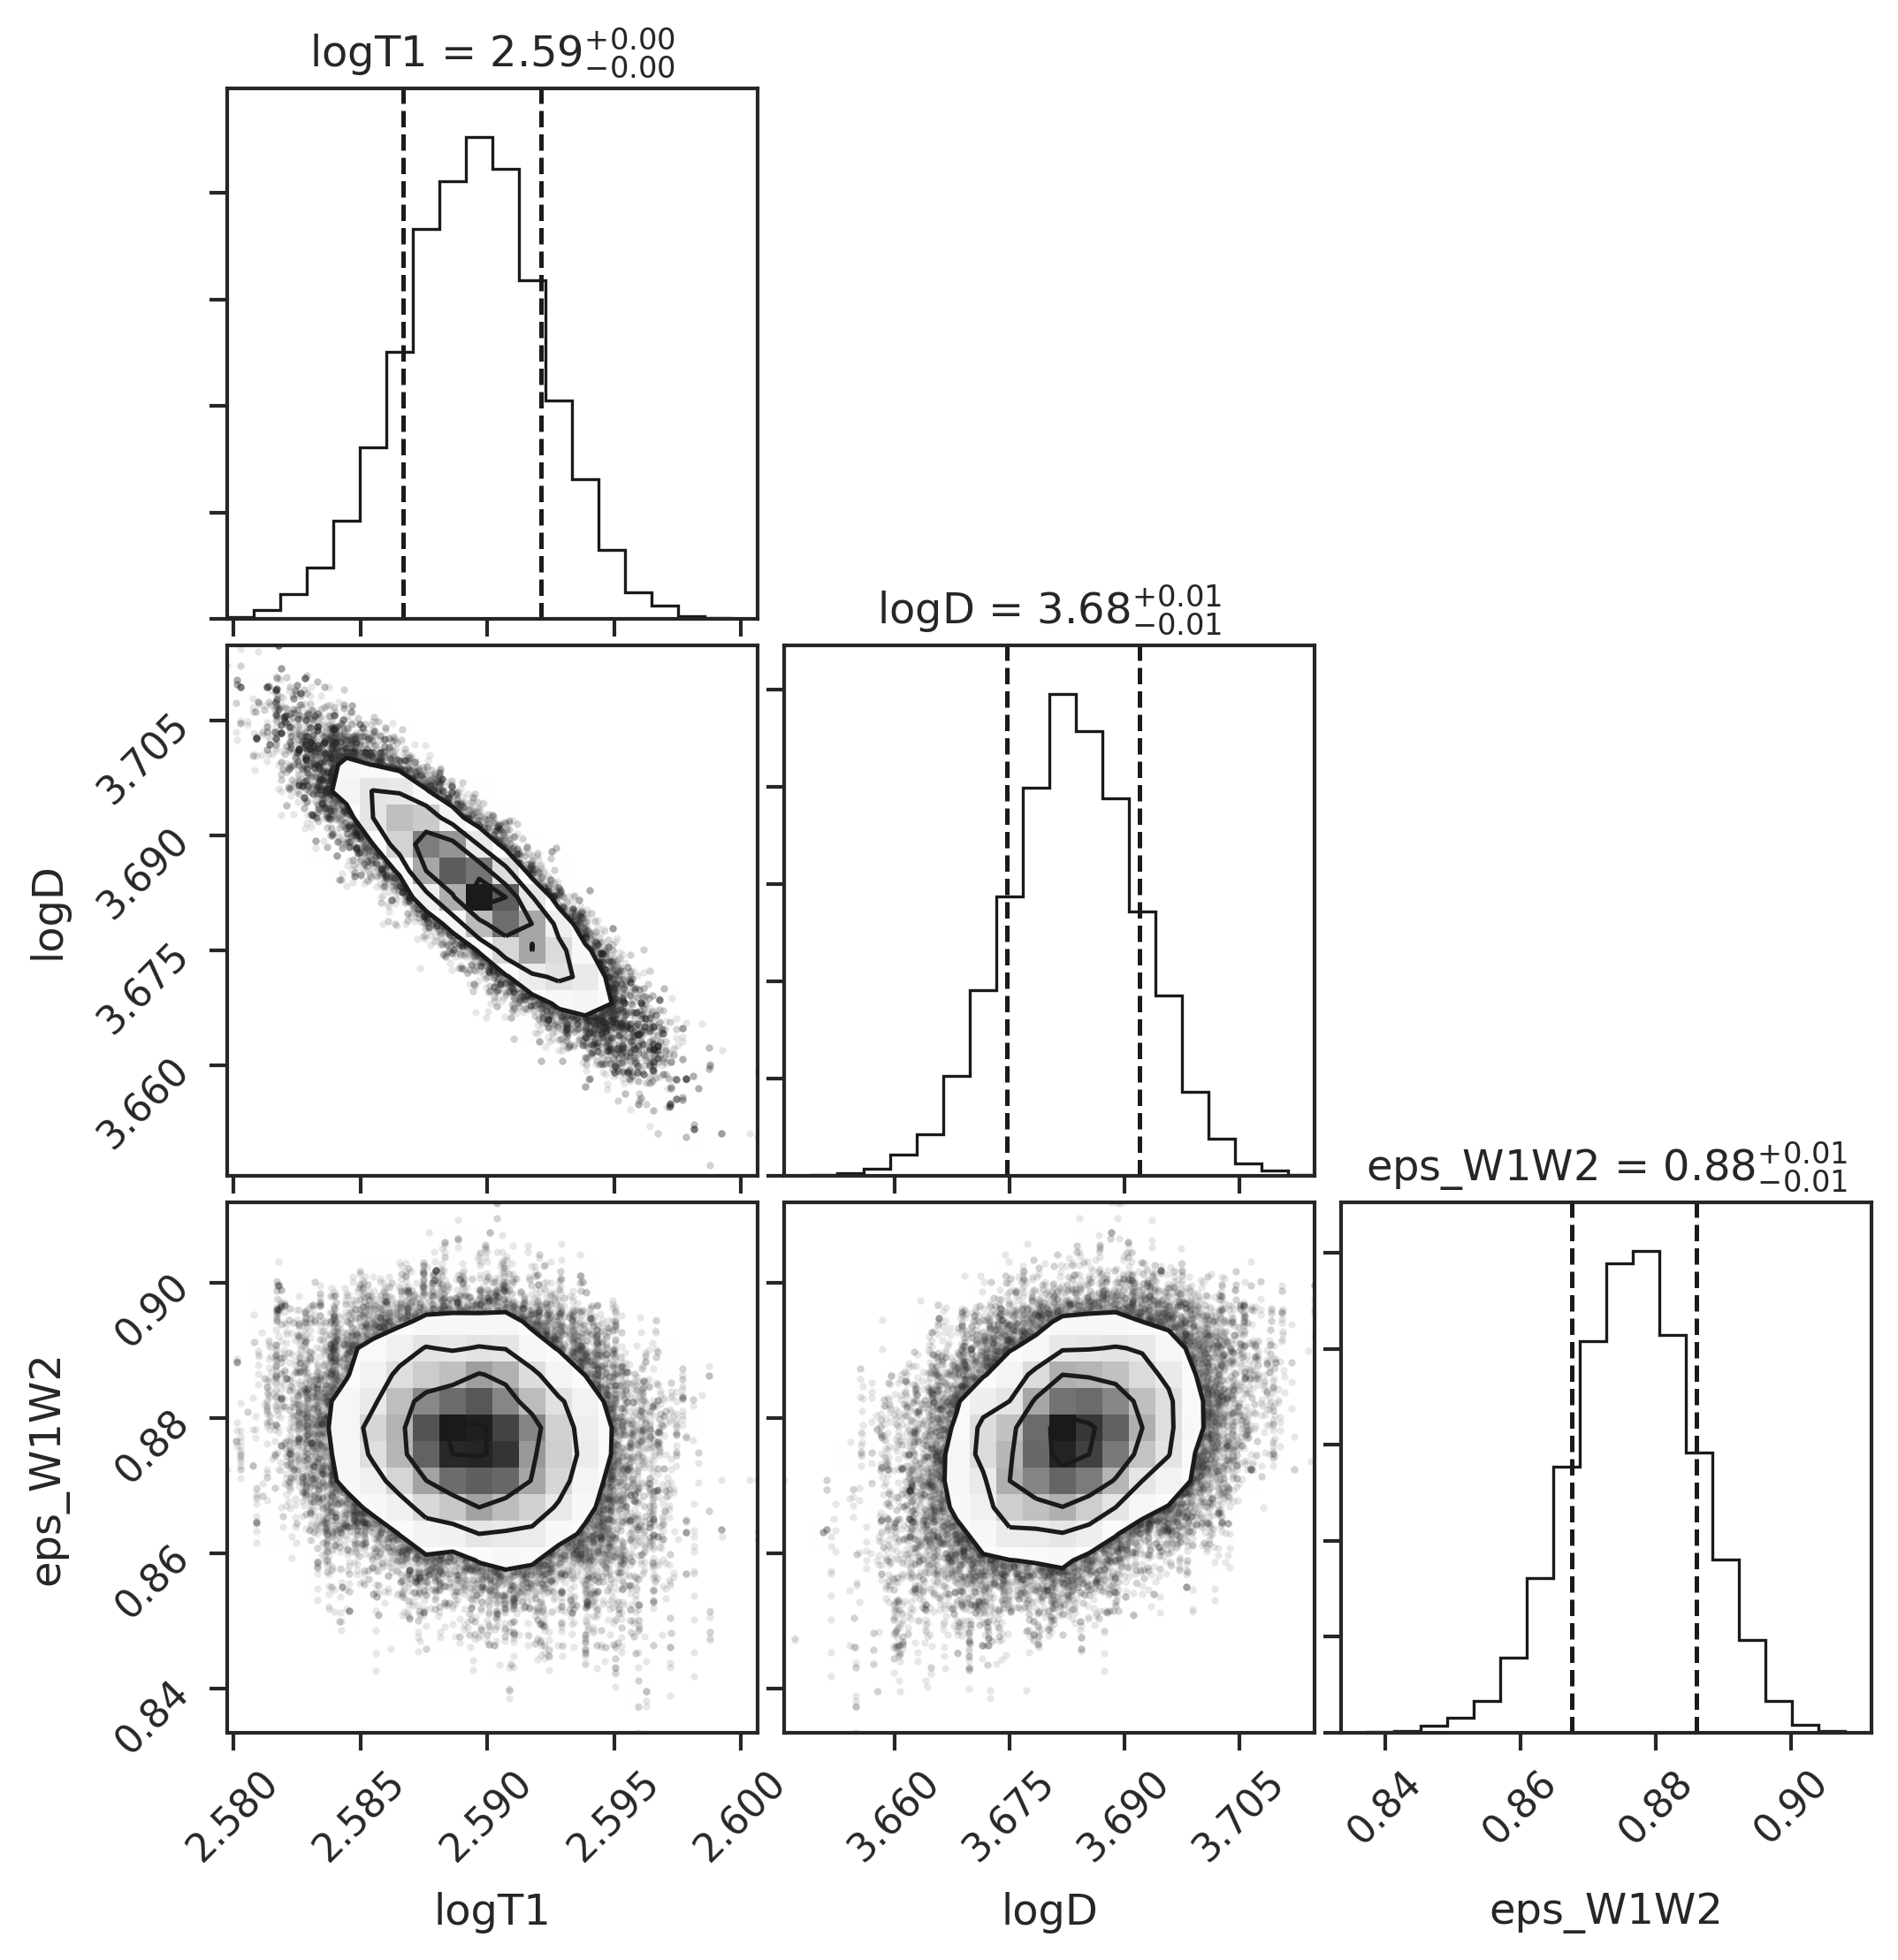 logT1 = 2.59+0.00 −0.00
logD = 3.68+0.01 −0.01
3.705
3.690
3.675
3.660
logD
eps_W1W2 = 0.88+0.01 −0.01
0.90
0.88
0.86
0.84
eps_W1W2
2.580 2.585 2.590 2.595 2.600 3.660 3.675 3.690 3.705 0.84 0.86 0.88 0.90
logT1 logD eps_W1W2